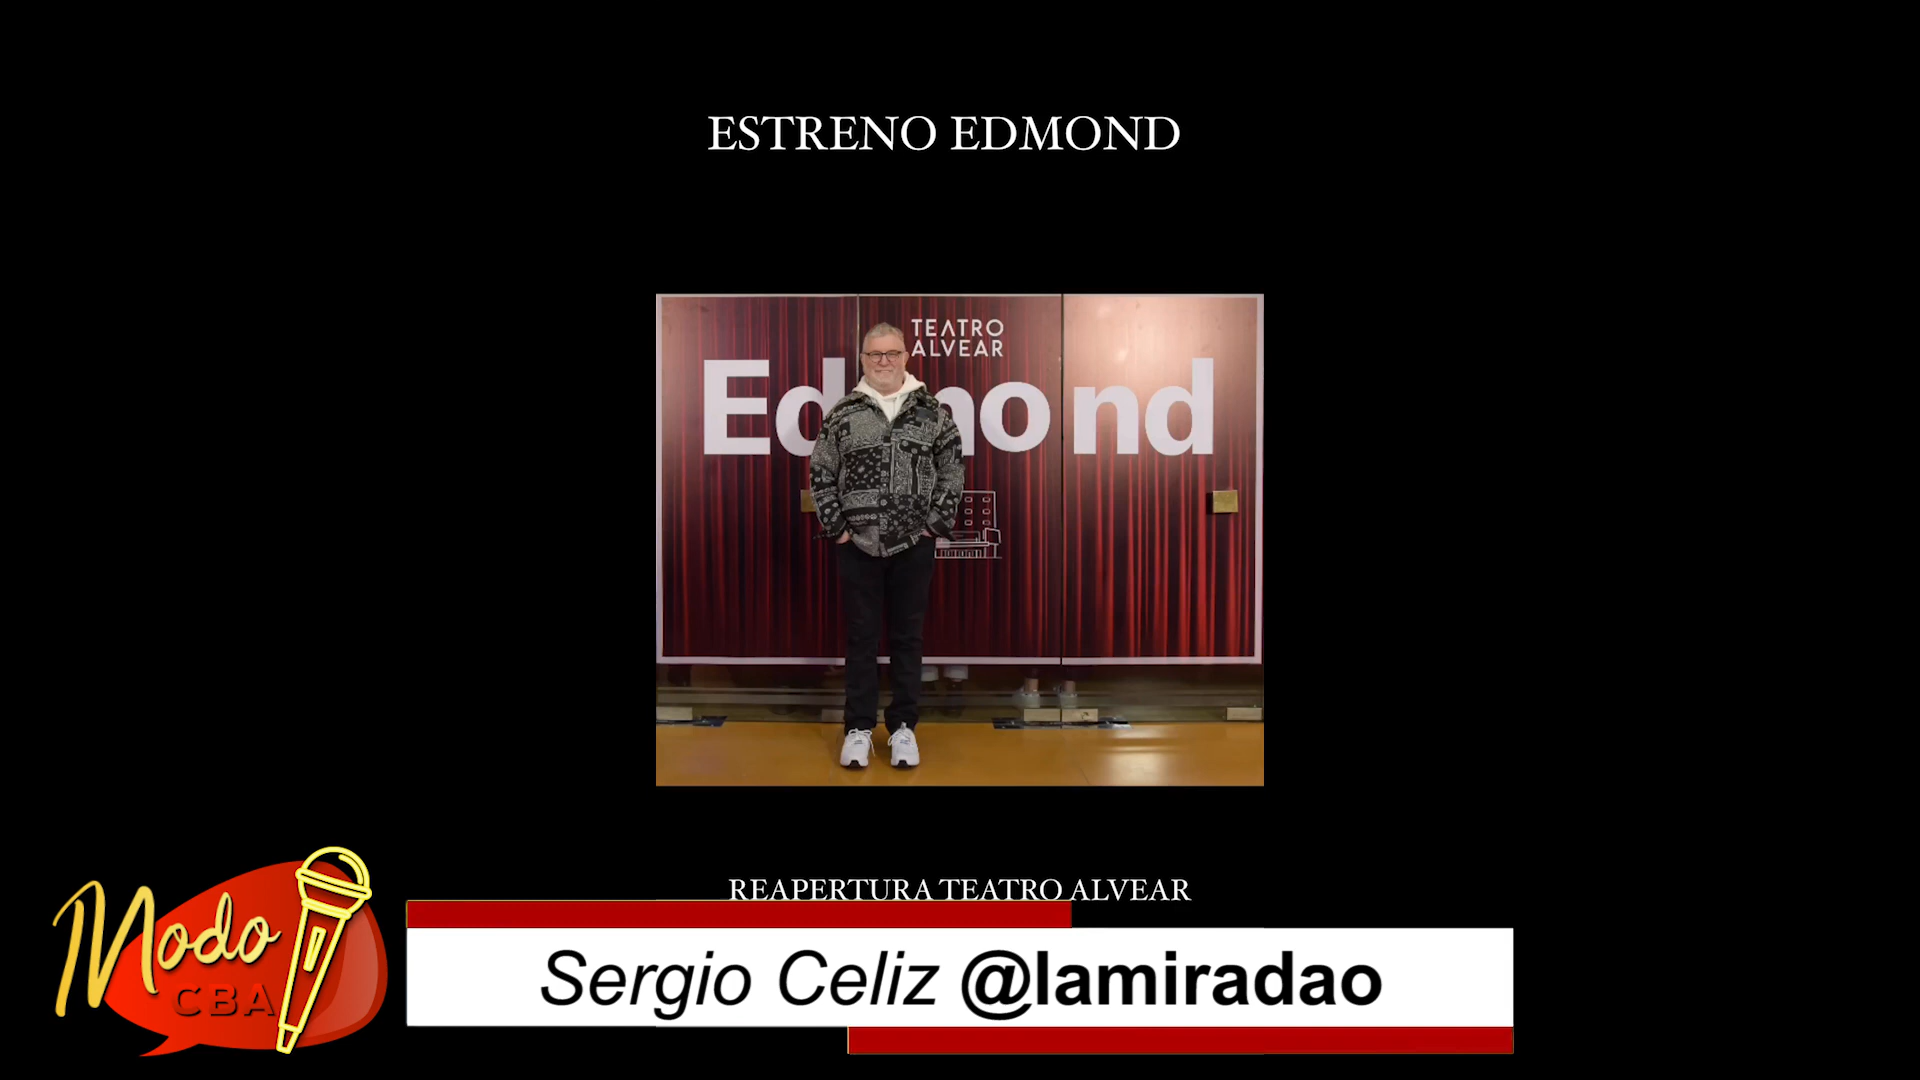 ESTRENO EDMOND
TEATRO
ALVEAR
Edmond
REAPERTURA TEATRO ALVEAR
Modo
CBA
Sergio Celiz @lamiradao